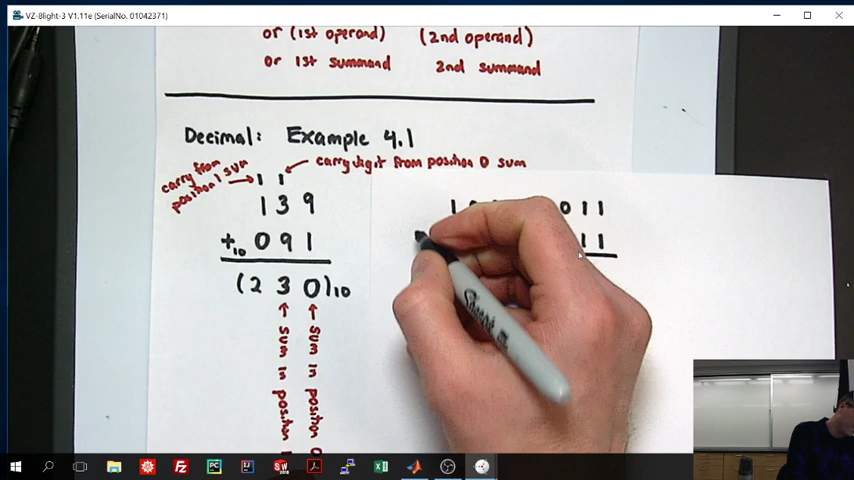 VZ-8light-3 V1.11e (SerialNo. 01042371)
or (1st operand) (2nd operand)
or 1st summand 2nd summand
Decimal: Example 4.1
carry from position 1 sum
carry digit from position 0 sum
1 1
1 3 9
+10 0 9 1
(2 3 0)10
sum in position
sum in position 0
0 1 1
1 1